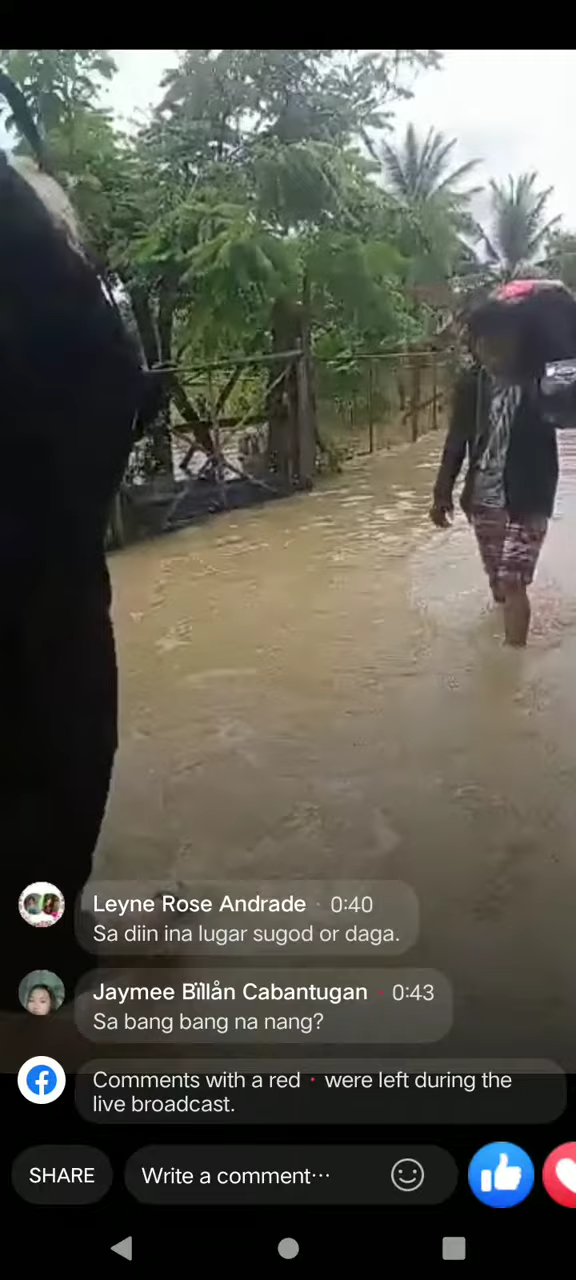 Leyne Rose Andrade · 0:40
Sa diin ina lugar sugod or daga.
Jaymee Bïllån Cabantugan · 0:43
Sa bang bang na nang?
Comments with a red · were left during the
live broadcast.
SHARE
Write a comment...